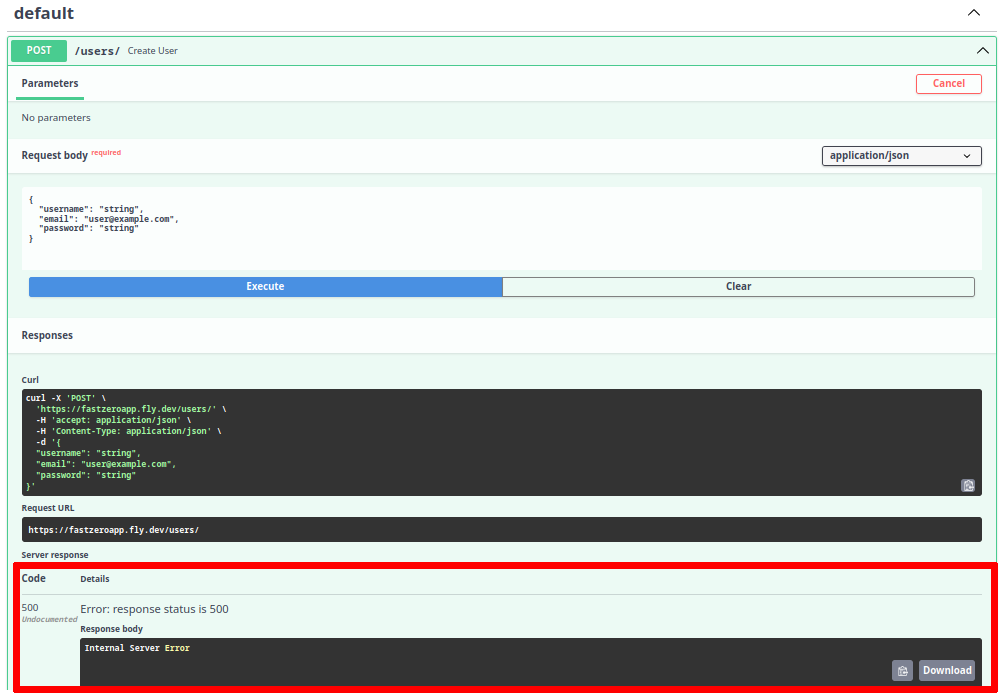 default
POST /users/ Create User
Parameters
Cancel
No parameters
Request body required
application/json
{
  "username": "string",
  "email": "user@example.com",
  "password": "string"
}
Execute
Clear
Responses
Curl
curl -X 'POST' \
  'https://fastzeroapp.fly.dev/users/' \
  -H 'accept: application/json' \
  -H 'Content-Type: application/json' \
  -d '{
  "username": "string",
  "email": "user@example.com",
  "password": "string"
}'
Request URL
https://fastzeroapp.fly.dev/users/
Server response
Code Details
500 Error: response status is 500
Undocumented
Response body
Internal Server Error
Download